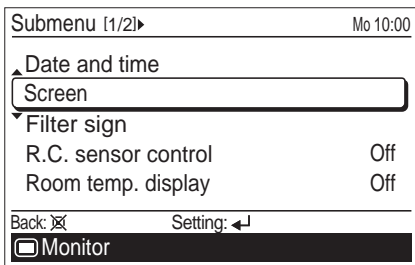 Submenu [1/2] Mo 10:00
Date and time
Screen
Filter sign
R.C. sensor control Off
Room temp. display Off
Back: Setting:
Monitor